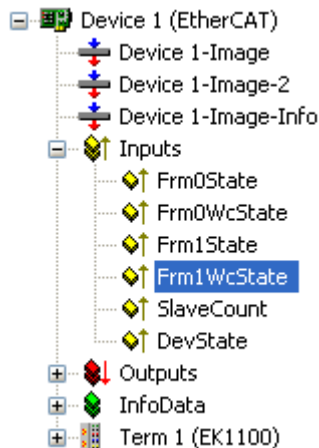 Device 1 (EtherCAT)
Device 1-Image
Device 1-Image-2
Device 1-Image-Info
Inputs
Frm0State
Frm0WcState
Frm1State
Frm1WcState
SlaveCount
DevState
Outputs
InfoData
Term 1 (EK1100)